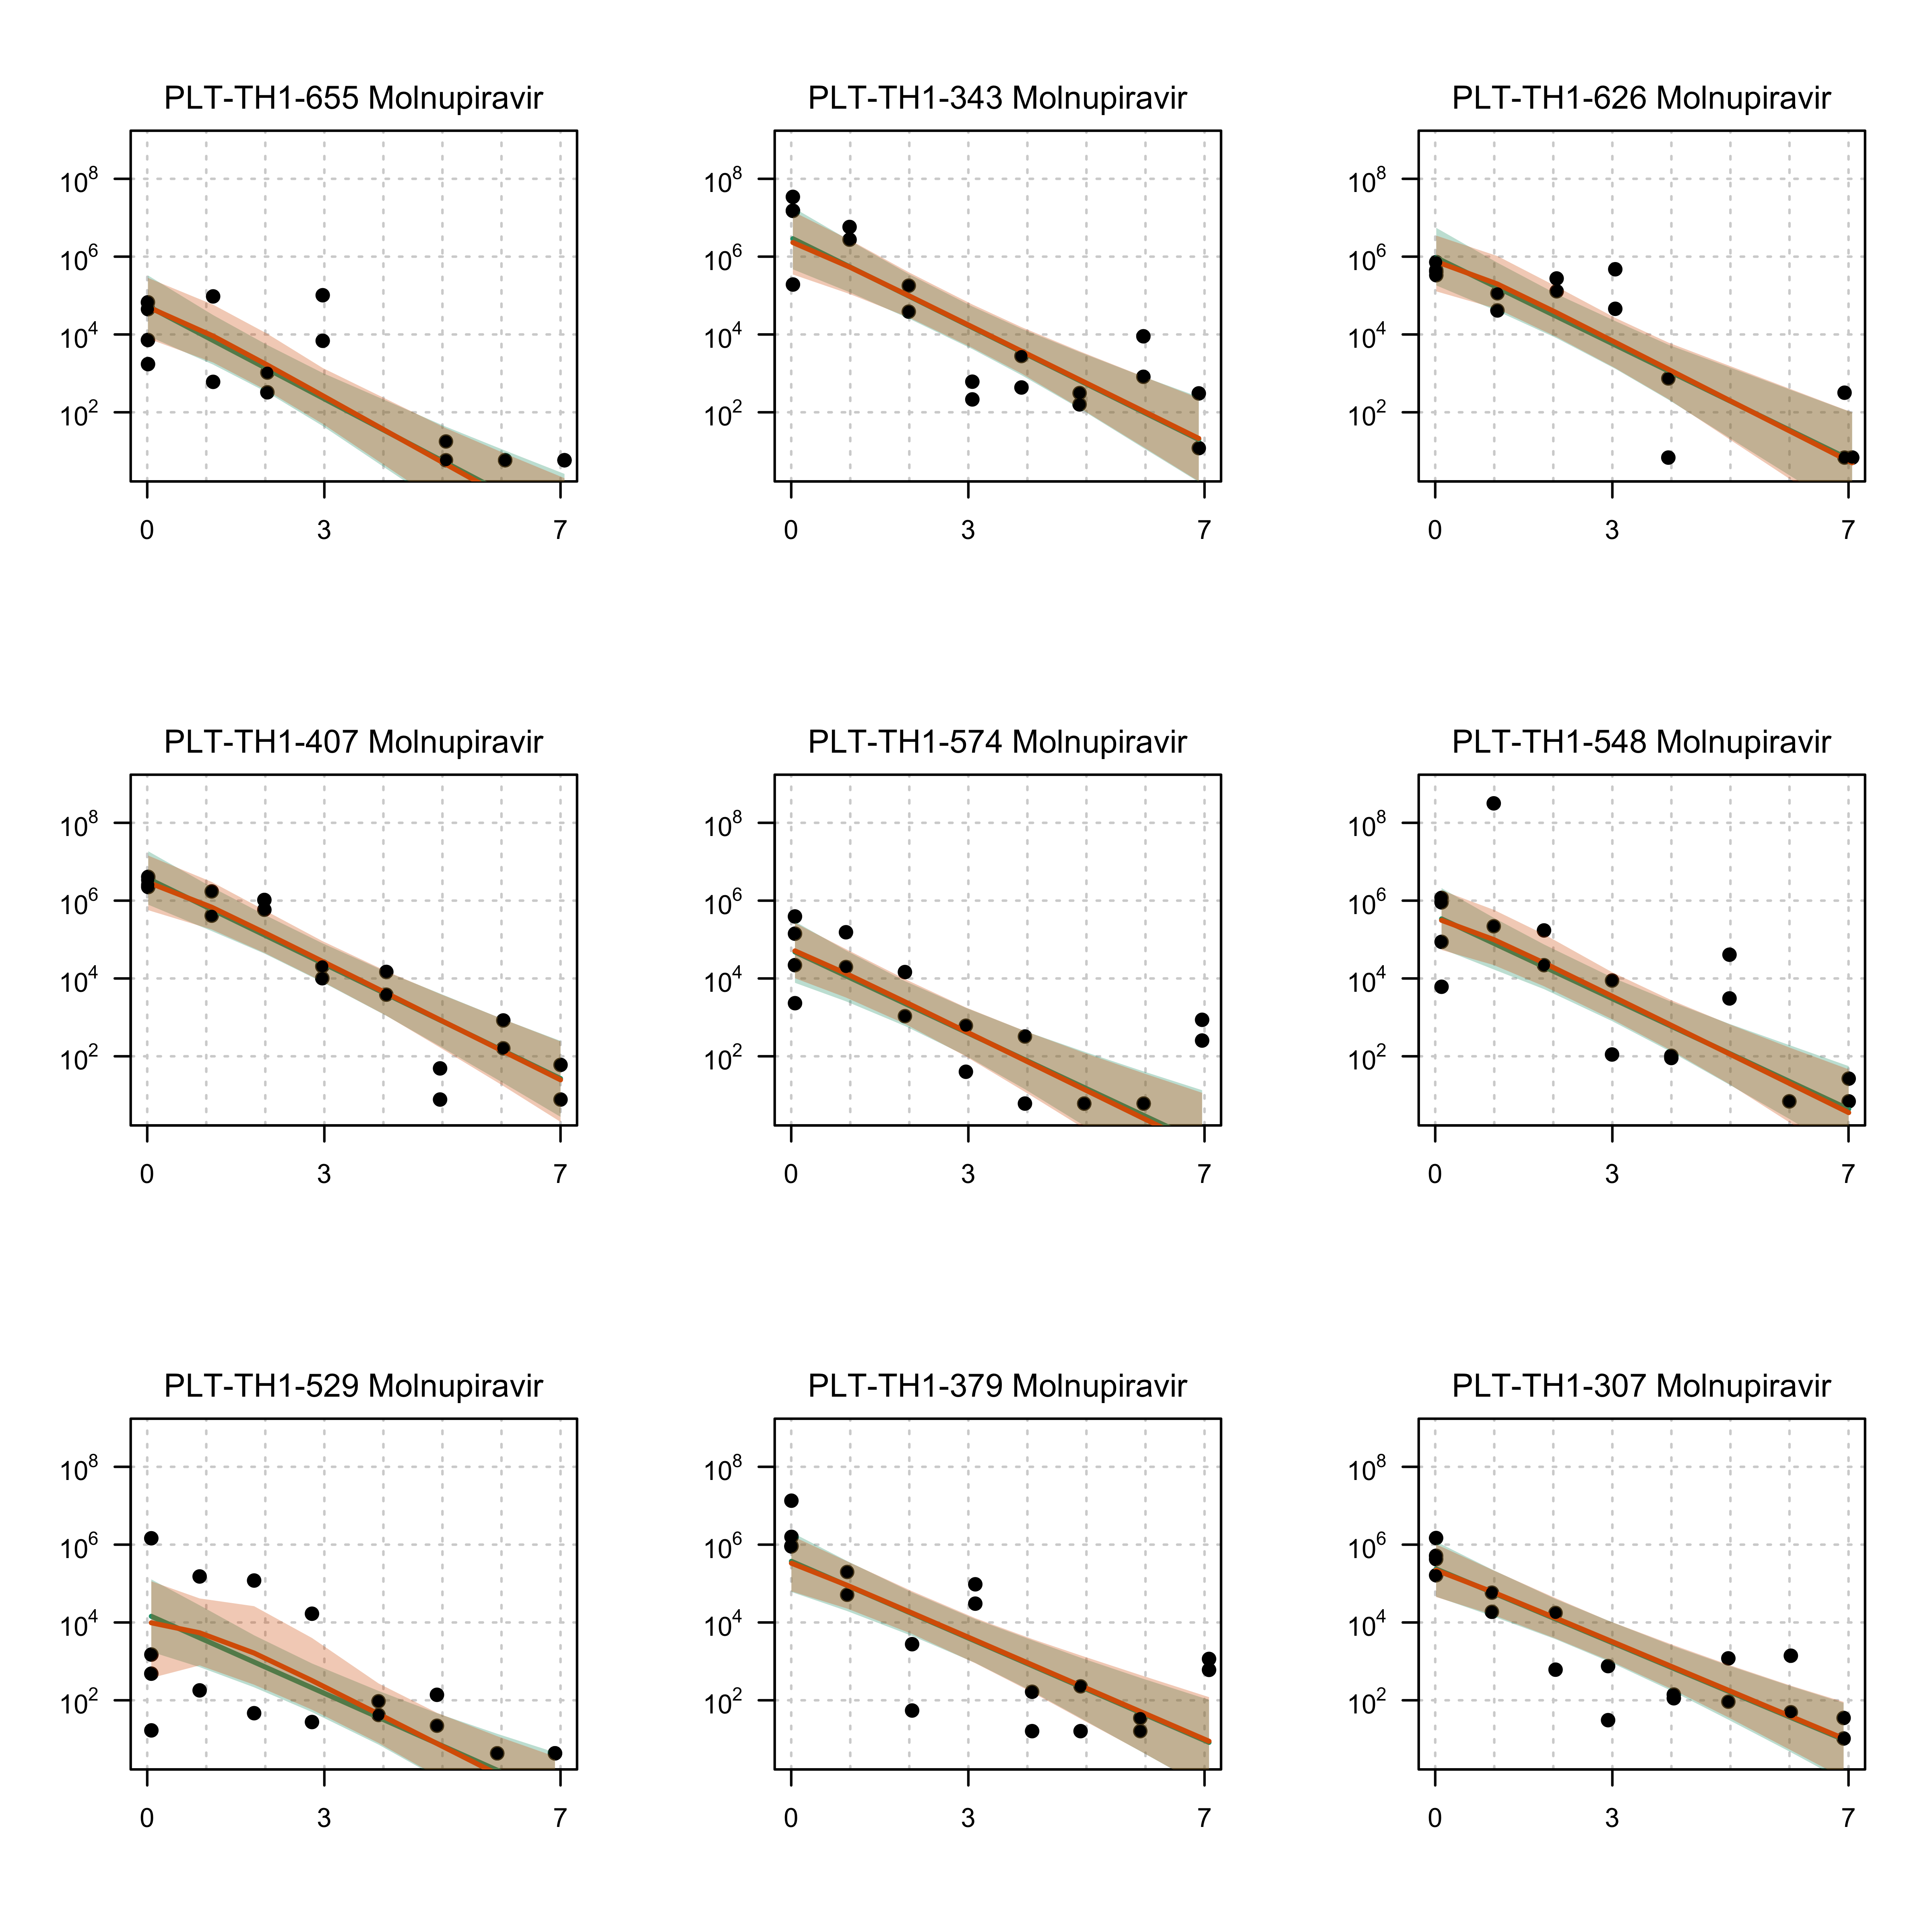 PLT-TH1-655 Molnupiravir
10^8
10^6
10^4
10^2
0 3 7
PLT-TH1-343 Molnupiravir
10^8
10^6
10^4
10^2
0 3 7
PLT-TH1-626 Molnupiravir
10^8
10^6
10^4
10^2
0 3 7
PLT-TH1-407 Molnupiravir
10^8
10^6
10^4
10^2
0 3 7
PLT-TH1-574 Molnupiravir
10^8
10^6
10^4
10^2
0 3 7
PLT-TH1-548 Molnupiravir
10^8
10^6
10^4
10^2
0 3 7
PLT-TH1-529 Molnupiravir
10^8
10^6
10^4
10^2
0 3 7
PLT-TH1-379 Molnupiravir
10^8
10^6
10^4
10^2
0 3 7
PLT-TH1-307 Molnupiravir
10^8
10^6
10^4
10^2
0 3 7